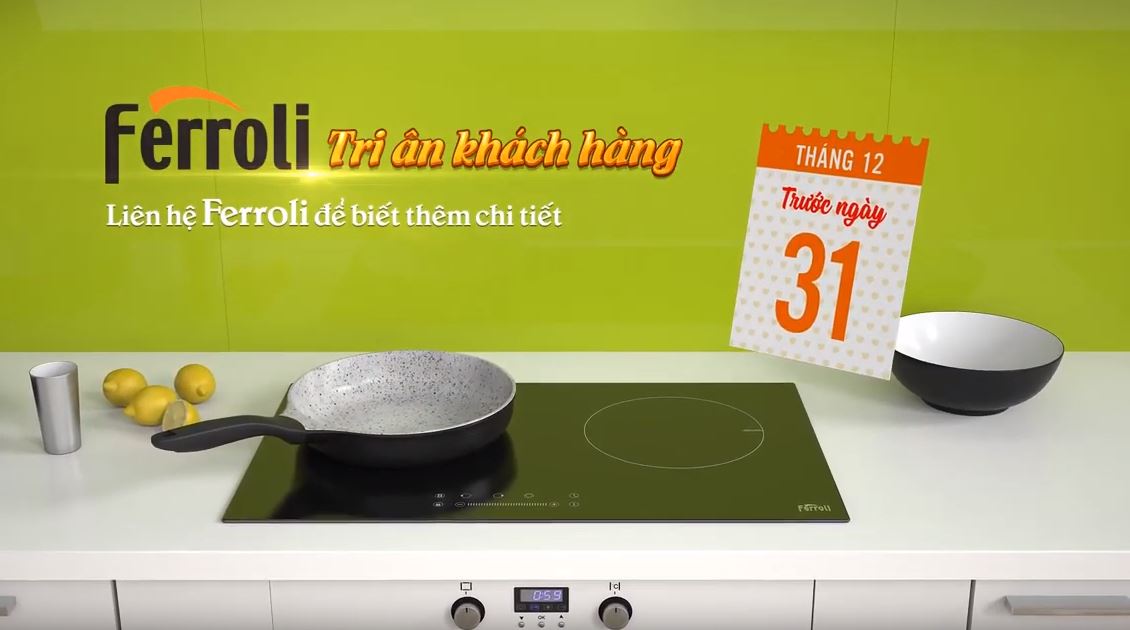 Ferroli Tri ân khách hàng
Liên hệ Ferroli để biết thêm chi tiết
THÁNG 12
Trước ngày
31
Ferroli
0:59
OK